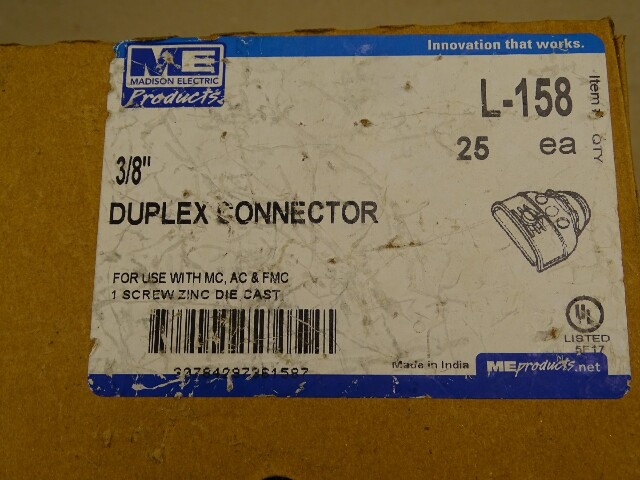 Innovation that works.
ME
MADISON ELECTRIC
Products
L-158
Item #
25 ea
QTY
3/8"
DUPLEX CONNECTOR
FOR USE WITH MC, AC & FMC
1 SCREW ZINC DIE CAST
UL
LISTED
5E17
Made in India
MEproducts.net